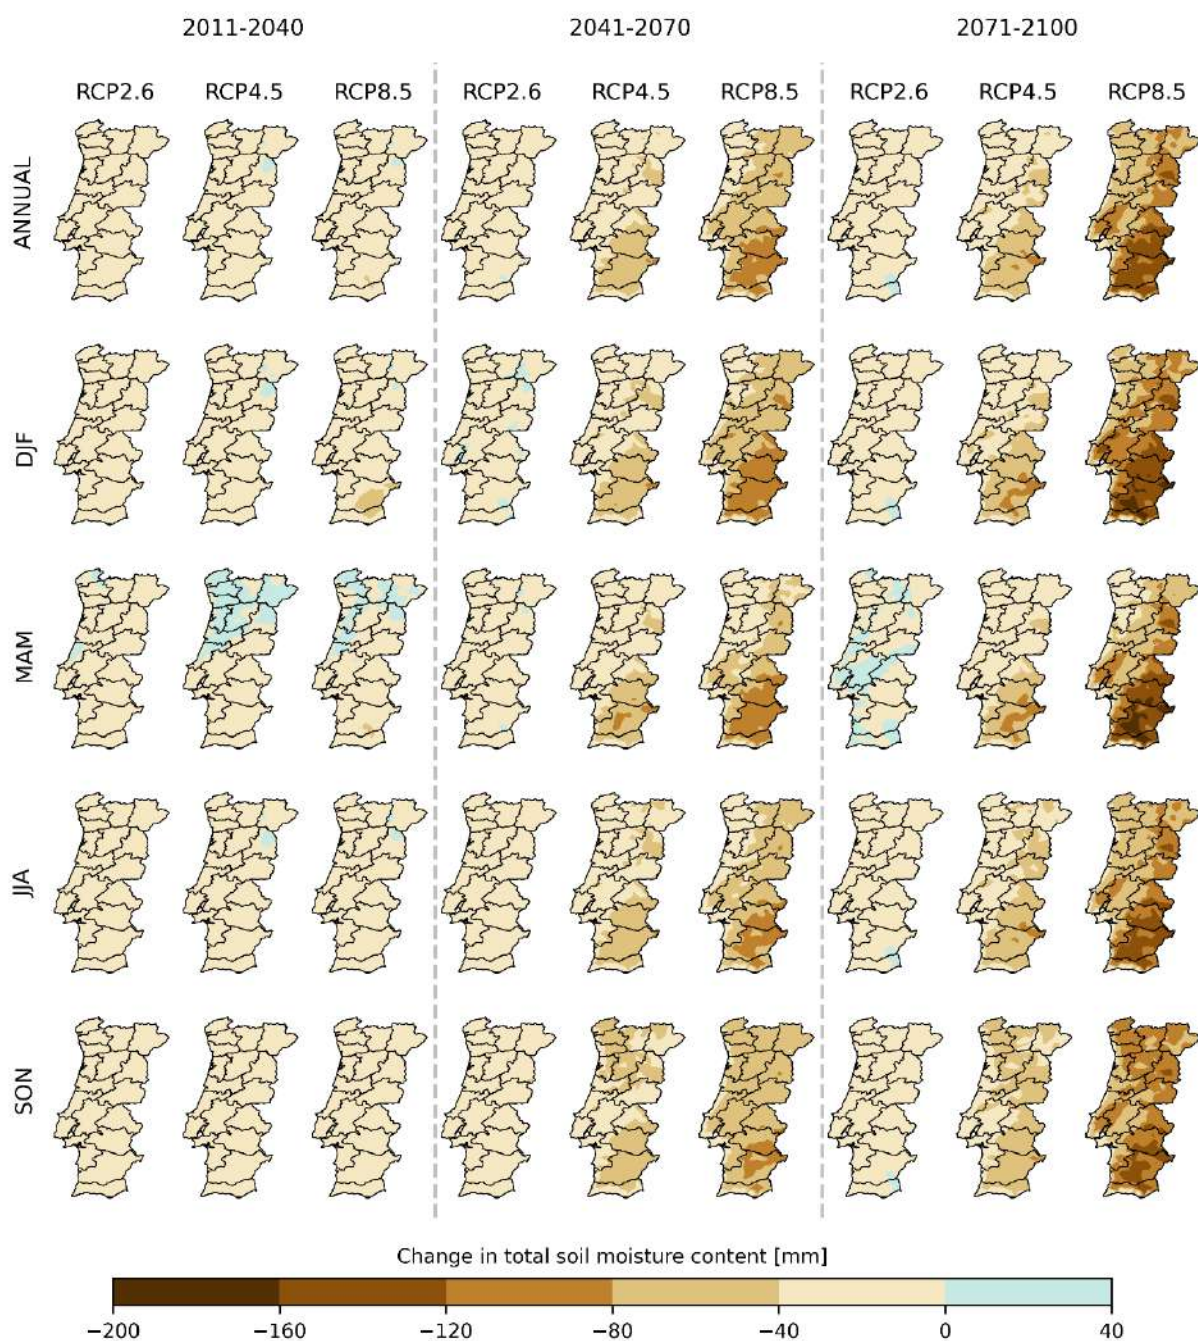 2011-2040 2041-2070 2071-2100
RCP2.6 RCP4.5 RCP8.5 RCP2.6 RCP4.5 RCP8.5 RCP2.6 RCP4.5 RCP8.5
ANNUAL
DJF
MAM
JJA
SON
Change in total soil moisture content [mm]
−200 −160 −120 −80 −40 0 40